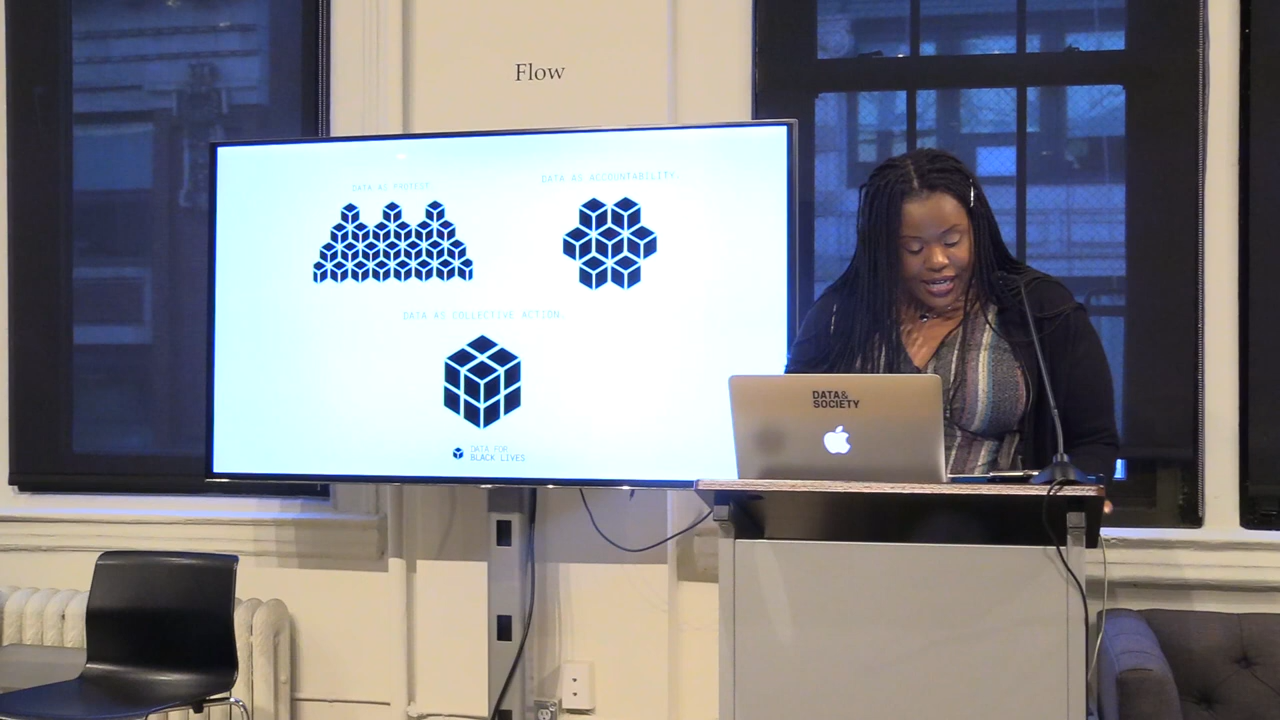 Flow
DATA AS PROTEST.
DATA AS ACCOUNTABILITY.
DATA AS COLLECTIVE ACTION.
DATA FOR
BLACK LIVES
DATA&
SOCIETY